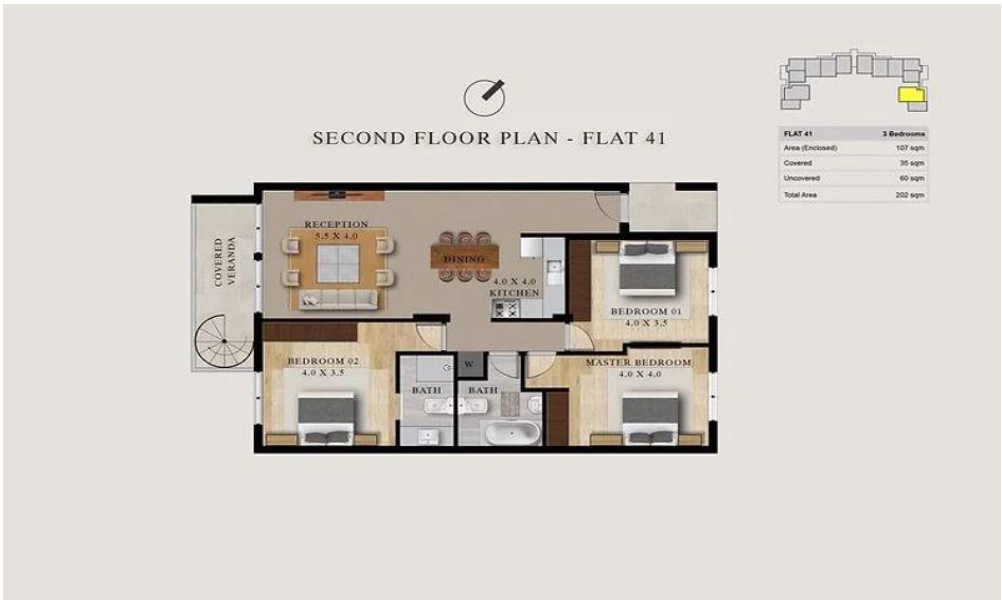 SECOND FLOOR PLAN - FLAT 41
FLAT 41 3 Bedrooms
Area (Enclosed) 107 sqm
Covered 35 sqm
Uncovered 60 sqm
Total Area 202 sqm
RECEPTION
5.5 X 4.0
COVERED
VERANDA
DINING
4.0 X 4.0
KITCHEN
BEDROOM 01
4.0 X 3.5
BEDROOM 02
4.0 X 3.5
W
MASTER BEDROOM
4.0 X 4.0
BATH
BATH